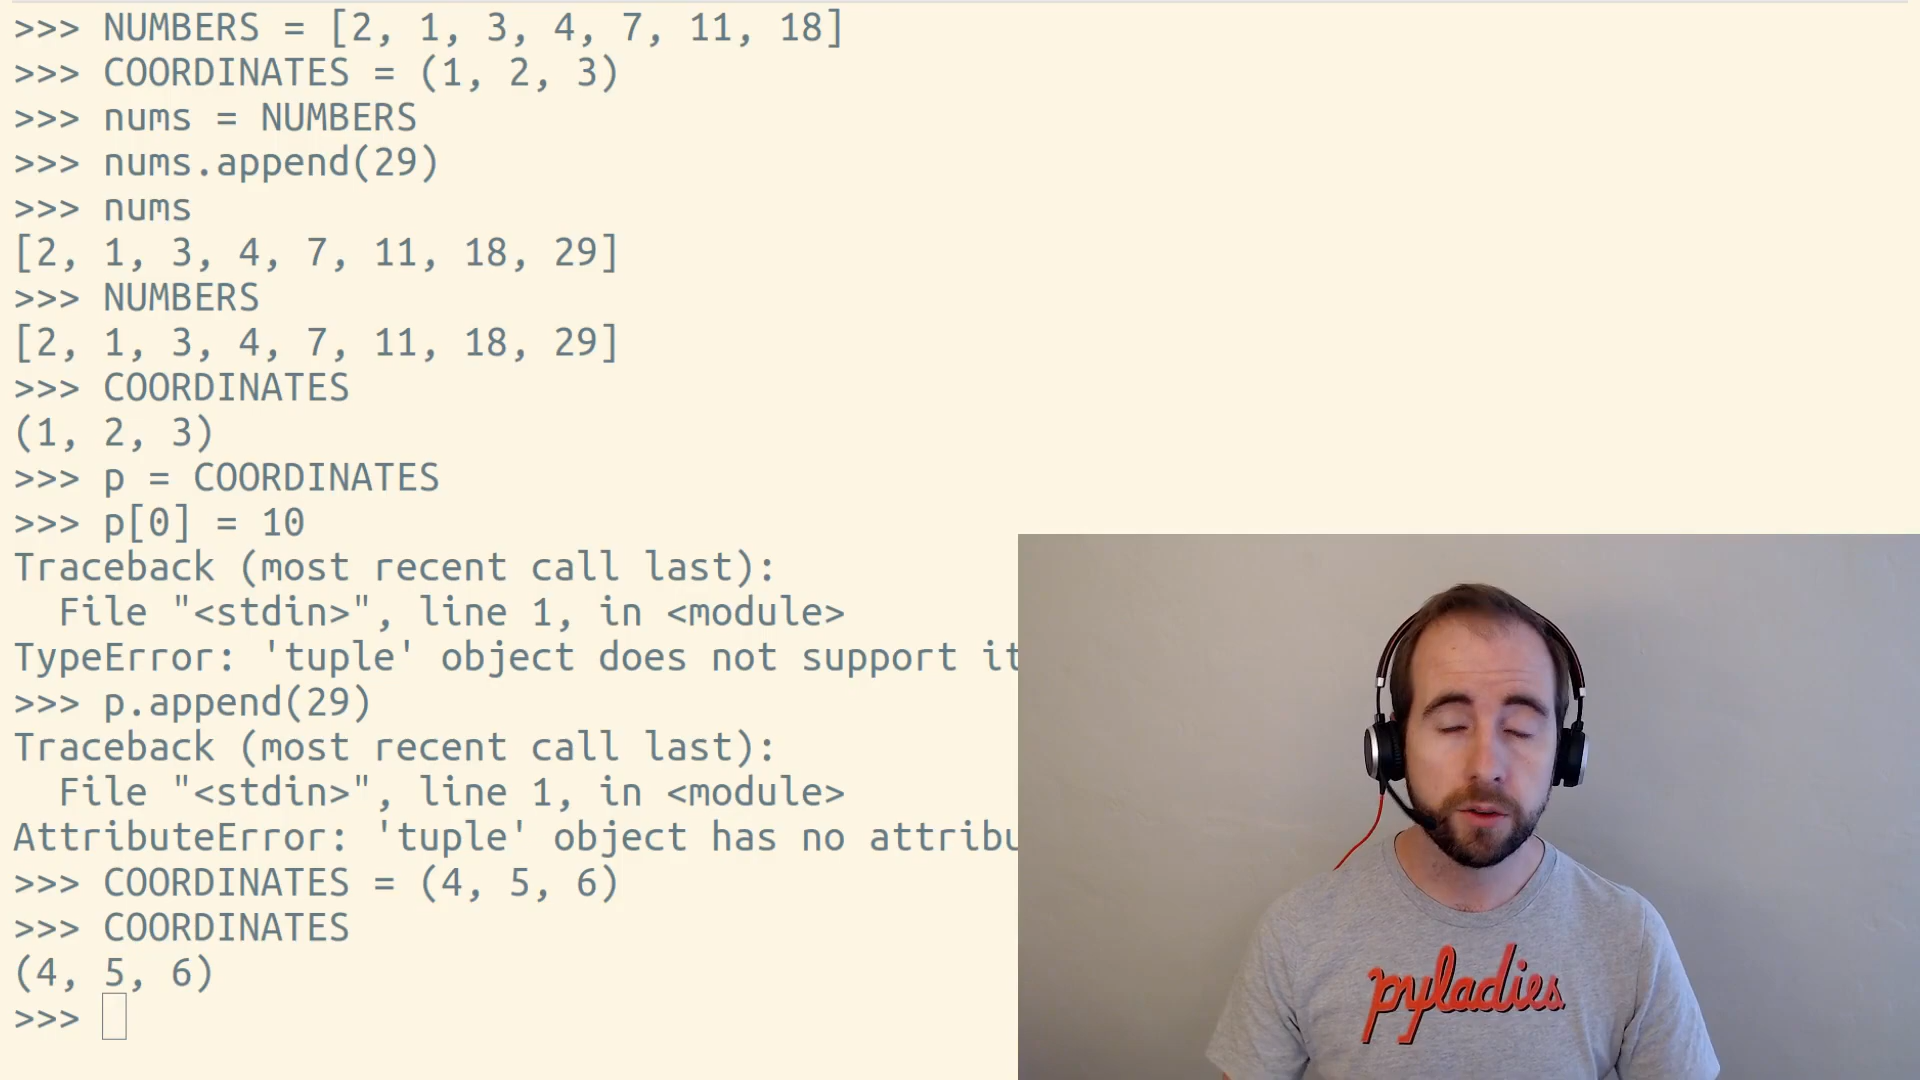 >>> NUMBERS = [2, 1, 3, 4, 7, 11, 18]
>>> COORDINATES = (1, 2, 3)
>>> nums = NUMBERS
>>> nums.append(29)
>>> nums
[2, 1, 3, 4, 7, 11, 18, 29]
>>> NUMBERS
[2, 1, 3, 4, 7, 11, 18, 29]
>>> COORDINATES
(1, 2, 3)
>>> p = COORDINATES
>>> p[0] = 10
Traceback (most recent call last):
  File "<stdin>", line 1, in <module>
TypeError: 'tuple' object does not support it
>>> p.append(29)
Traceback (most recent call last):
  File "<stdin>", line 1, in <module>
AttributeError: 'tuple' object has no attribu
>>> COORDINATES = (4, 5, 6)
>>> COORDINATES
(4, 5, 6)
>>>
pyladies